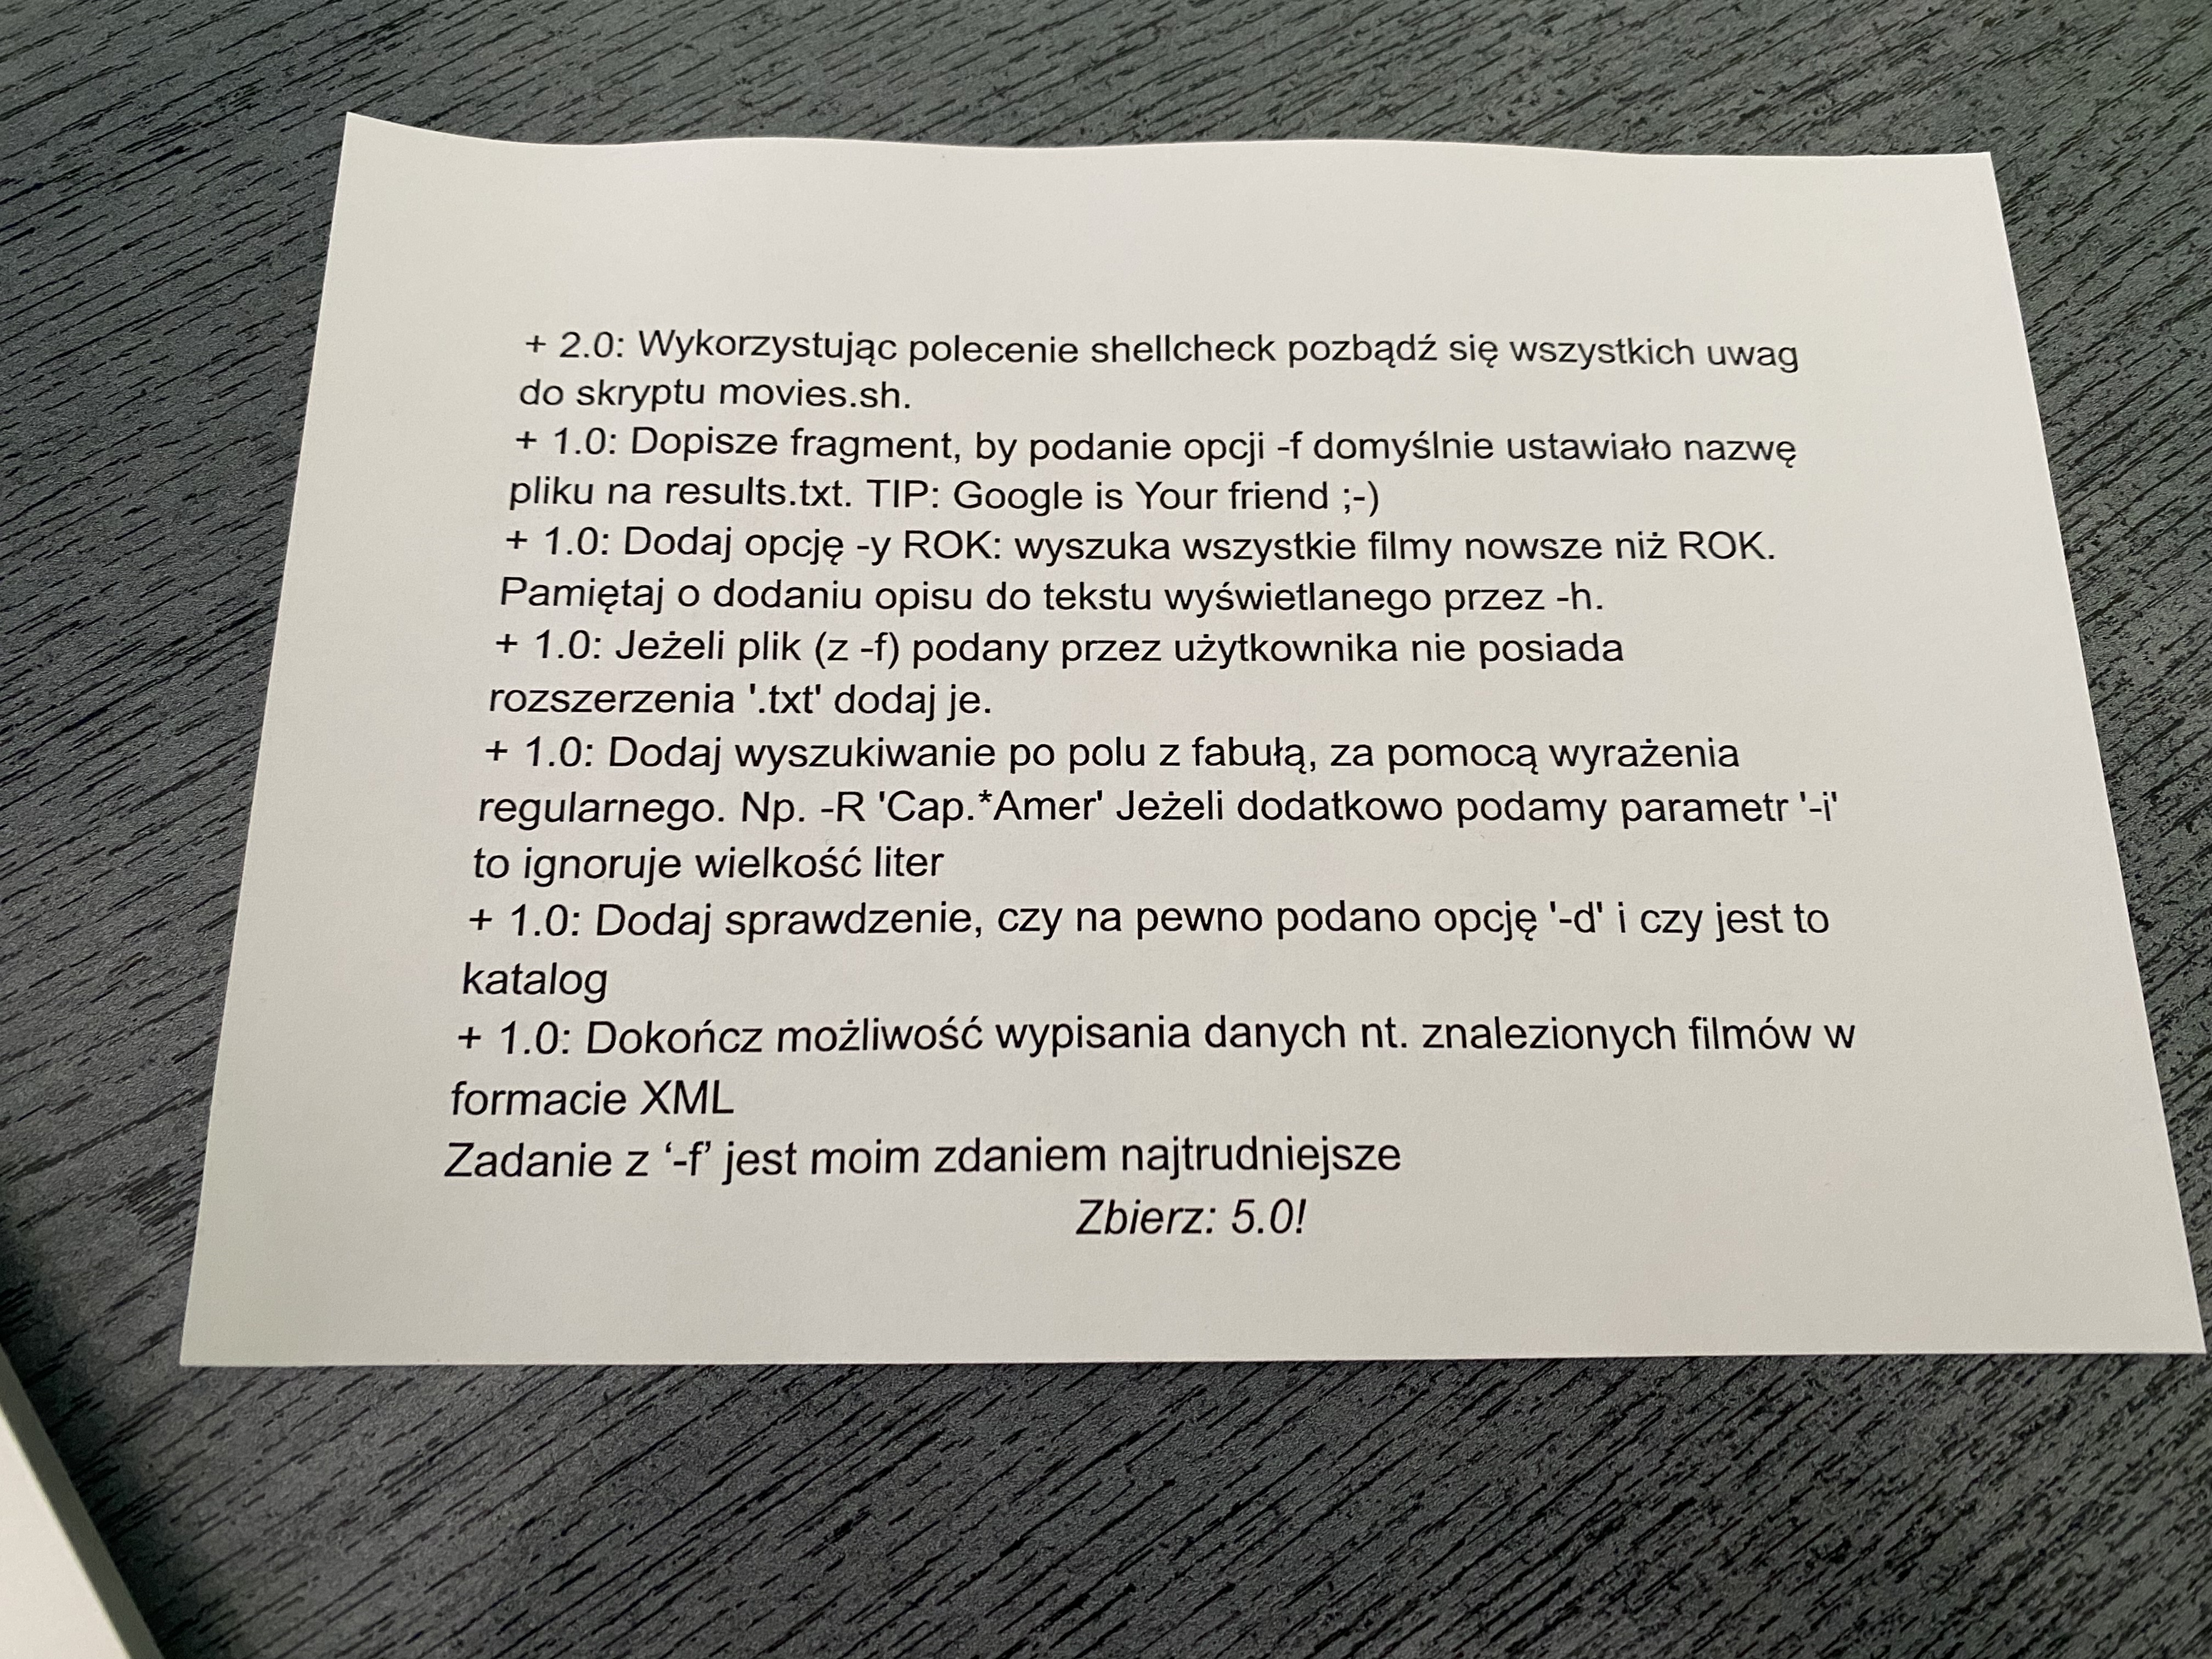 + 2.0: Wykorzystując polecenie shellcheck pozbądź się wszystkich uwag
do skryptu movies.sh.
+ 1.0: Dopisze fragment, by podanie opcji -f domyślnie ustawiało nazwę
pliku na results.txt. TIP: Google is Your friend ;-)
+ 1.0: Dodaj opcję -y ROK: wyszuka wszystkie filmy nowsze niż ROK.
Pamiętaj o dodaniu opisu do tekstu wyświetlanego przez -h.
+ 1.0: Jeżeli plik (z -f) podany przez użytkownika nie posiada
rozszerzenia '.txt' dodaj je.
+ 1.0: Dodaj wyszukiwanie po polu z fabułą, za pomocą wyrażenia
regularnego. Np. -R 'Cap.*Amer' Jeżeli dodatkowo podamy parametr '-i'
to ignoruje wielkość liter
+ 1.0: Dodaj sprawdzenie, czy na pewno podano opcję '-d' i czy jest to
katalog
+ 1.0: Dokończ możliwość wypisania danych nt. znalezionych filmów w
formacie XML
Zadanie z ‘-f’ jest moim zdaniem najtrudniejsze
Zbierz: 5.0!